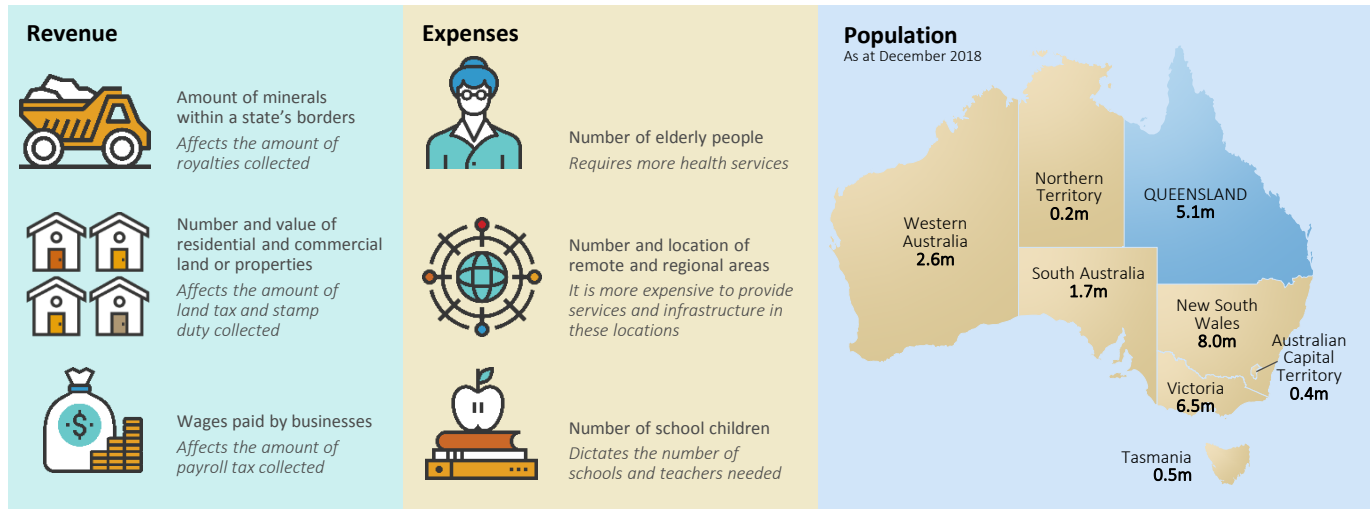 Revenue
Amount of minerals
within a state's borders
Affects the amount of
royalties collected
Number and value of
residential and commercial
land or properties
Affects the amount of
land tax and stamp
duty collected
$
Wages paid by businesses
Affects the amount of
payroll tax collected
Expenses
Number of elderly people
Requires more health services
Number and location of
remote and regional areas
It is more expensive to provide
services and infrastructure in
these locations
Number of school children
Dictates the number of
schools and teachers needed
Population
As at December 2018
Northern
Territory
0.2m
QUEENSLAND
5.1m
Western
Australia
2.6m
South Australia
1.7m
New South
Wales
8.0m
Australian
Capital
Territory
0.4m
Victoria
6.5m
Tasmania
0.5m